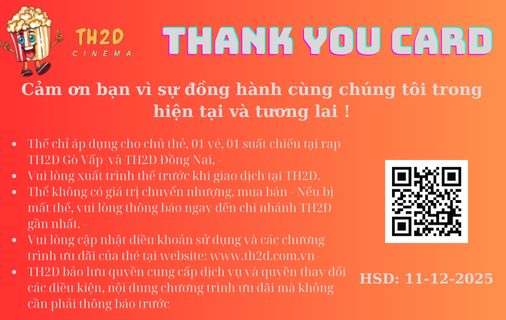 TH2D
CINEMA
THANK YOU CARD
Cảm ơn bạn vì sự đồng hành cùng chúng tôi trong
hiện tại và tương lai !
• Thẻ chỉ áp dụng cho chủ thẻ, 01 vé, 01 suất chiếu tại rap
TH2D Gò Vấp và TH2D Đồng Nai, -
• Vui lòng xuất trình thẻ trước khi giao dịch tại TH2D.
• Thẻ không có giá trị chuyển nhượng, mua bán - Nếu bị
mất thẻ, vui lòng thông báo ngay đến chi nhánh TH2D
gần nhất. -
• Vui lòng cập nhật điều khoản sử dụng và các chương
trình ưu đãi của thẻ tại website: www.th2d.com.vn -
• TH2D bảo lưu quyền cung cấp dịch vụ và quyền thay đổi
các điều kiện, nội dung chương trình ưu đãi mà không
cần phải thông báo trước
HSD: 11-12-2025